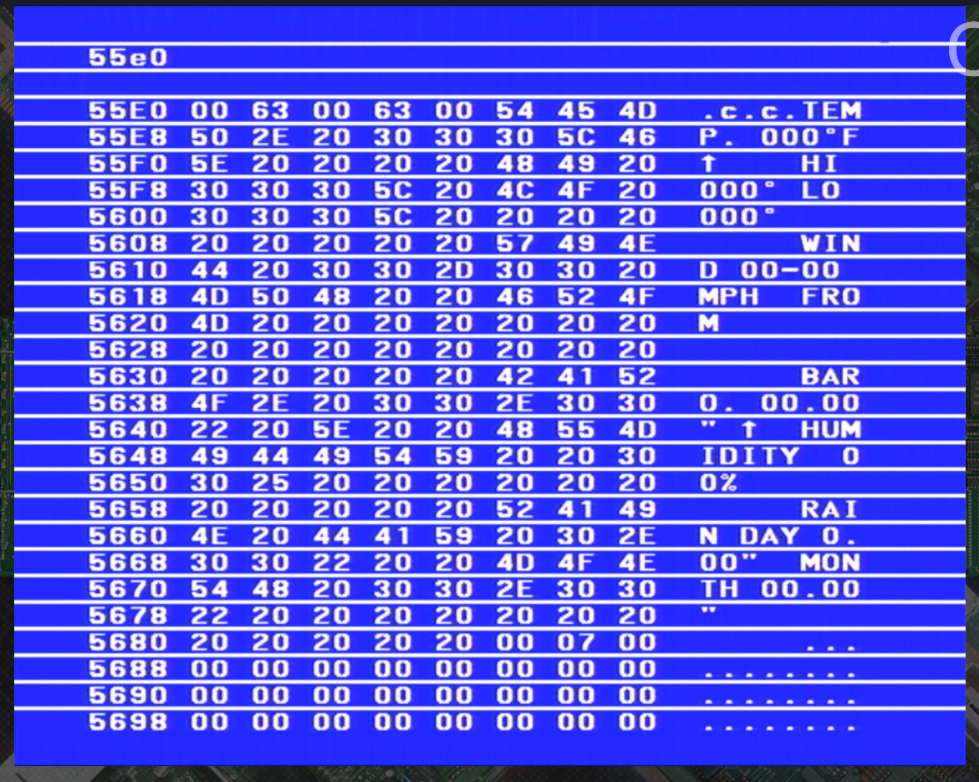 55e0
55E0 00 63 00 63 00 54 45 4D .c.c.TEM
55E8 50 2E 20 30 30 30 5C 46 P. 000°F
55F0 5E 20 20 20 20 48 49 20 ↑    HI
55F8 30 30 30 5C 20 4C 4F 20 000° LO
5600 30 30 30 5C 20 20 20 20 000°
5608 20 20 20 20 20 57 49 4E      WIN
5610 44 20 30 30 2D 30 30 20 D 00-00
5618 4D 50 48 20 20 46 52 4F MPH  FRO
5620 4D 20 20 20 20 20 20 20 M
5628 20 20 20 20 20 20 20 20
5630 20 20 20 20 20 42 41 52      BAR
5638 4F 2E 20 30 30 2E 30 30 O. 00.00
5640 22 20 5E 20 20 48 55 4D " ↑  HUM
5648 49 44 49 54 59 20 20 30 IDITY  0
5650 30 25 20 20 20 20 20 20 0%
5658 20 20 20 20 20 52 41 49      RAI
5660 4E 20 44 41 59 20 30 2E N DAY 0.
5668 30 30 22 20 20 4D 4F 4E 00"  MON
5670 54 48 20 30 30 2E 30 30 TH 00.00
5678 22 20 20 20 20 20 20 20 "
5680 20 20 20 20 20 00 07 00      ...
5688 00 00 00 00 00 00 00 00 ........
5690 00 00 00 00 00 00 00 00 ........
5698 00 00 00 00 00 00 00 00 ........